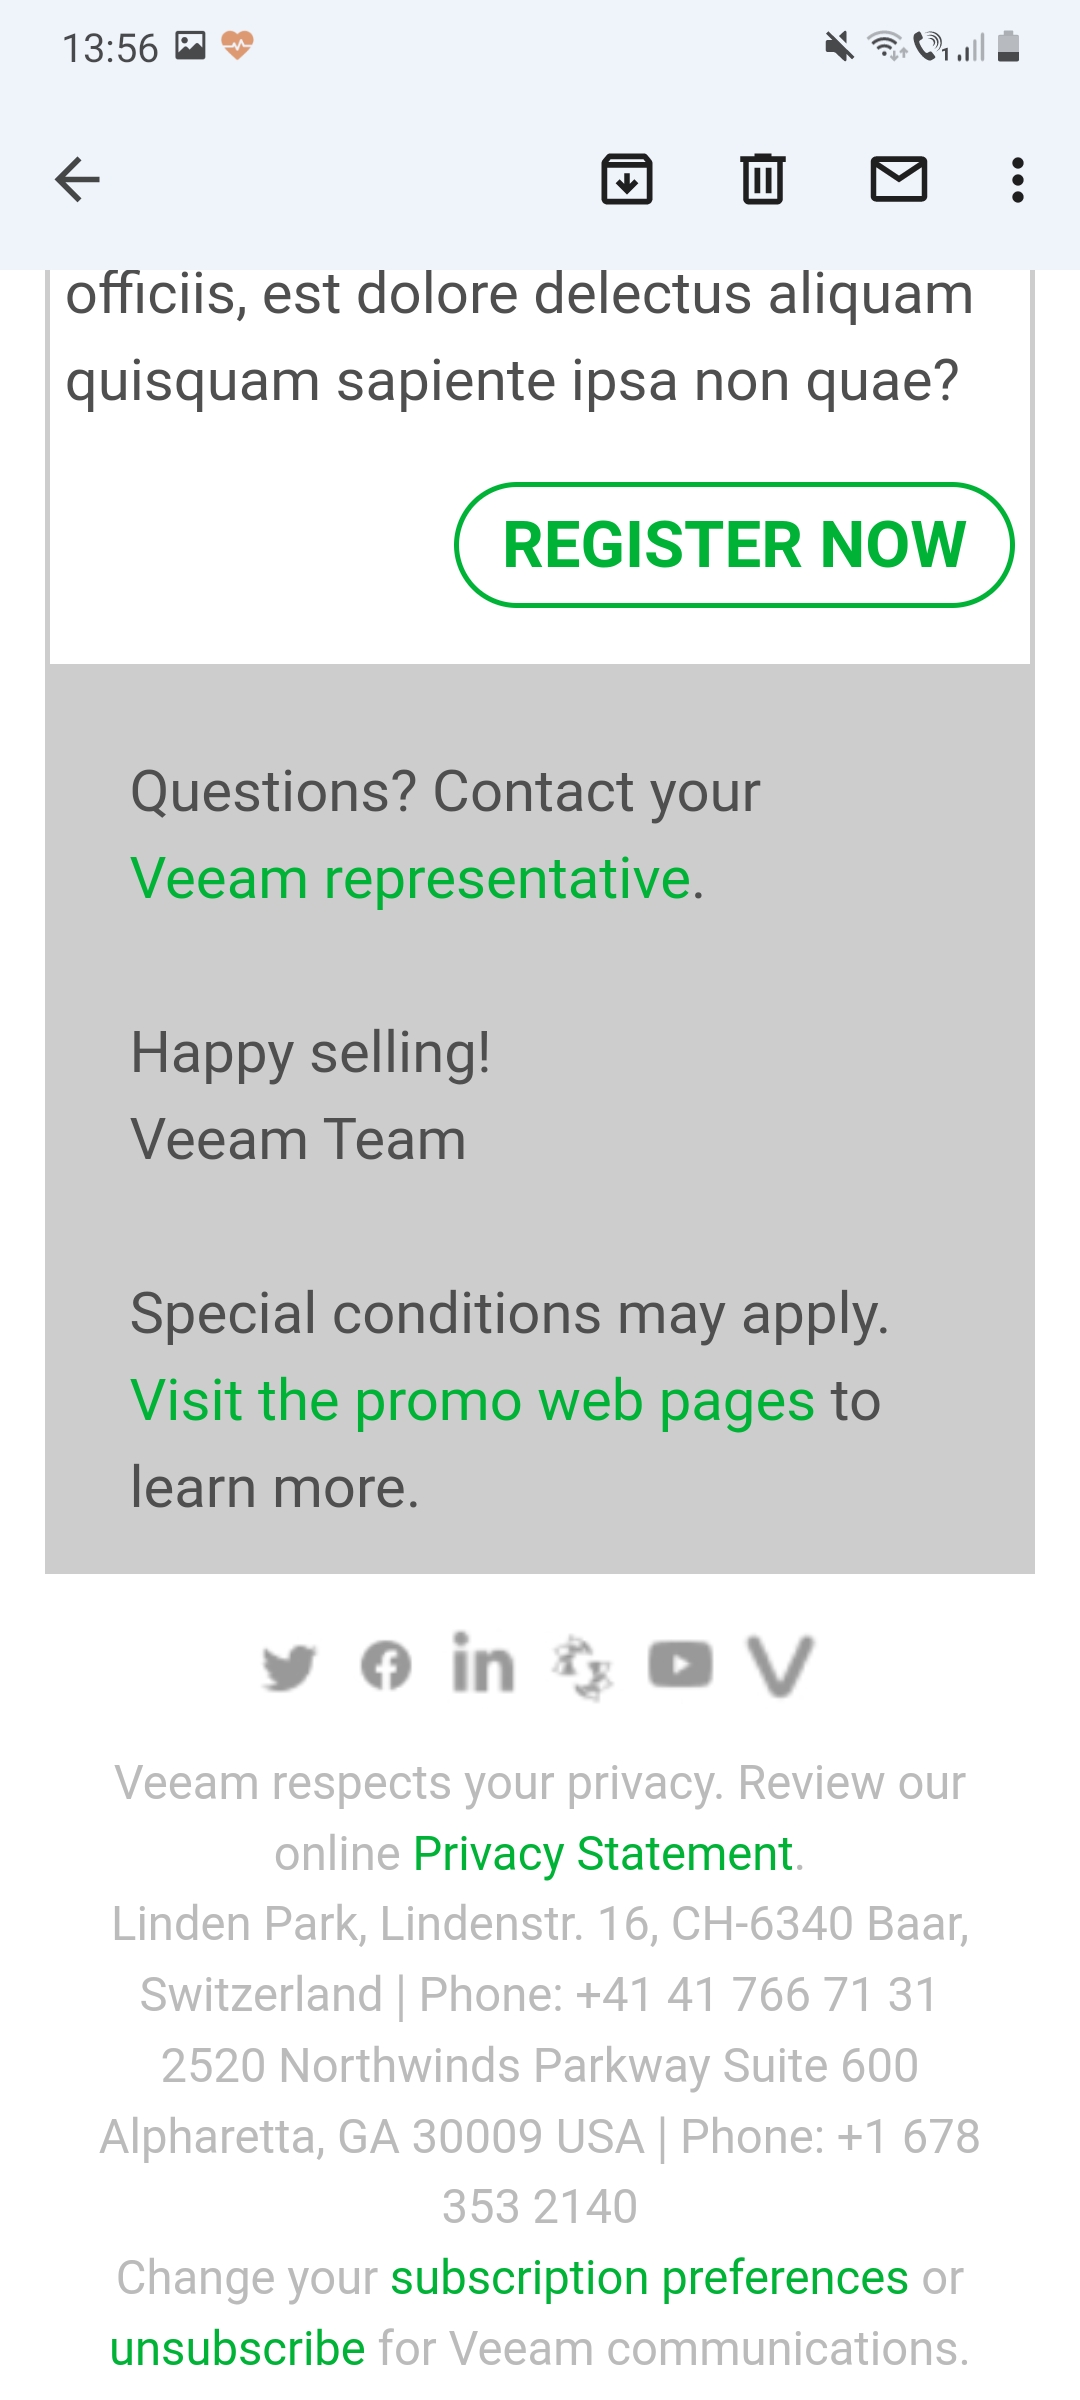 13:56
officiis, est dolore delectus aliquam
quisquam sapiente ipsa non quae?
REGISTER NOW
Questions? Contact your
Veeam representative.
Happy selling!
Veeam Team
Special conditions may apply.
Visit the promo web pages to
learn more.
Veeam respects your privacy. Review our
online Privacy Statement.
Linden Park, Lindenstr. 16, CH-6340 Baar,
Switzerland | Phone: +41 41 766 71 31
2520 Northwinds Parkway Suite 600
Alpharetta, GA 30009 USA | Phone: +1 678
353 2140
Change your subscription preferences or
unsubscribe for Veeam communications.